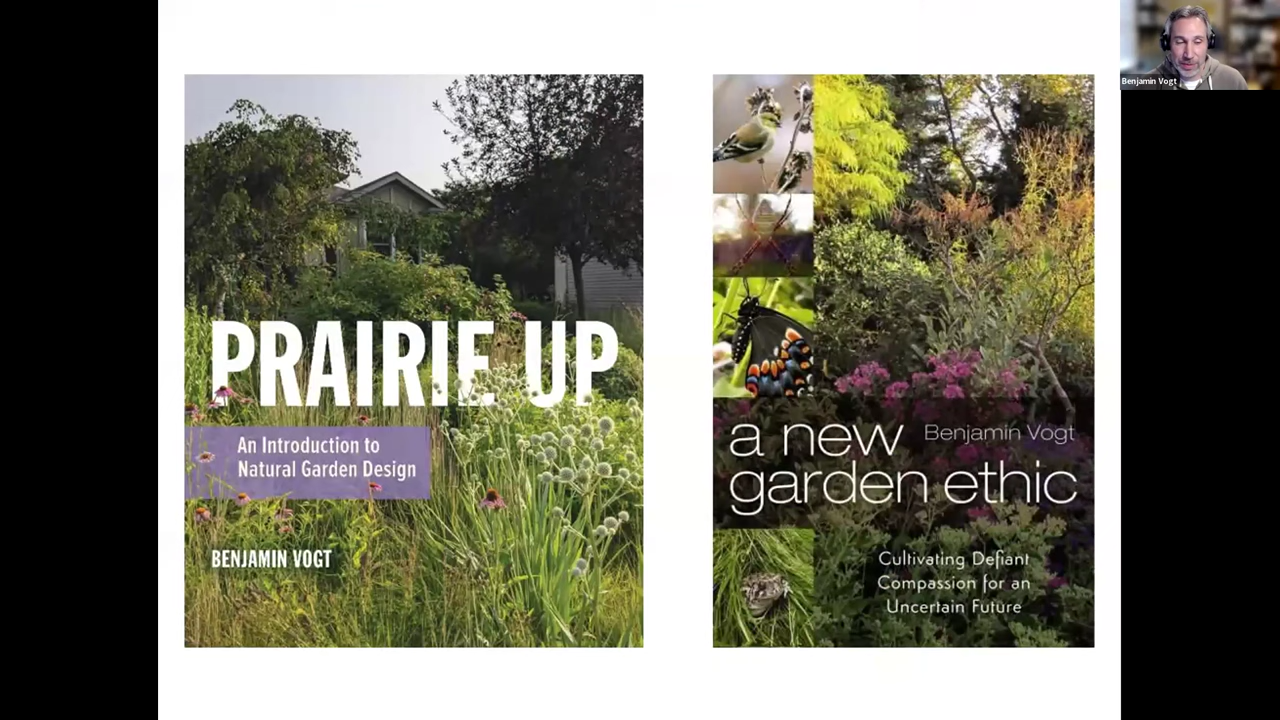 PRAIRIE UP
An Introduction to
Natural Garden Design
BENJAMIN VOGT
a new
Benjamin Vogt
garden ethic
Cultivating Defiant
Compassion for an
Uncertain Future
Benjamin Vogt